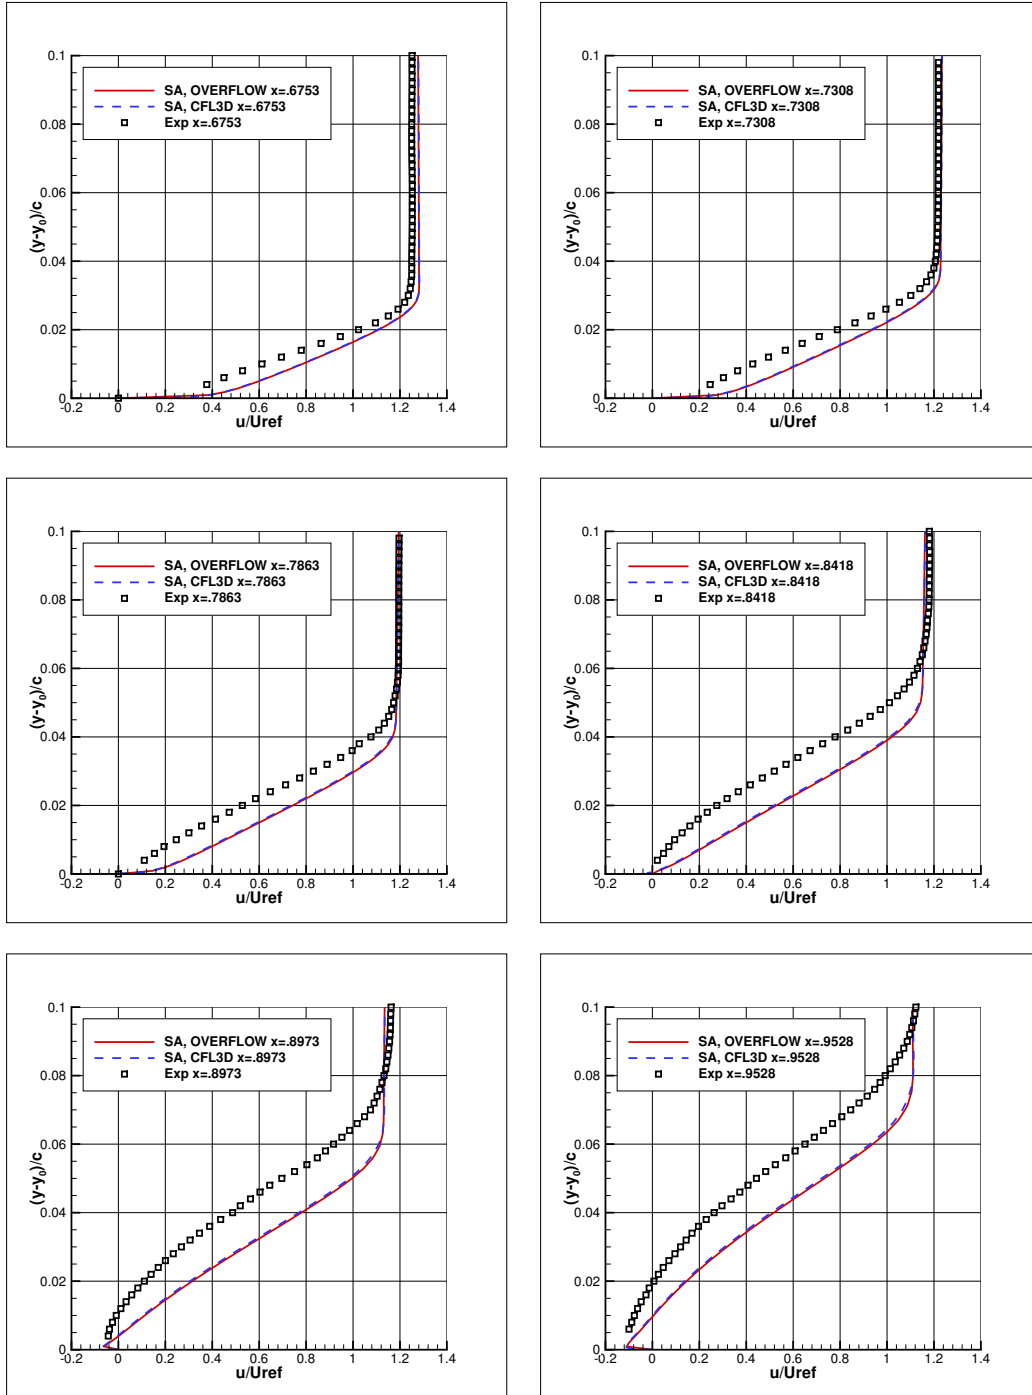 0.1
SA, OVERFLOW x=.6753
SA, CFL3D x=.6753
Exp x=.6753
0.08
0.06
(y-y0)/c
0.04
0.02
0
-0.2 0 0.2 0.4 0.6 0.8 1 1.2 1.4
u/Uref
0.1
SA, OVERFLOW x=.7308
SA, CFL3D x=.7308
Exp x=.7308
0.08
0.06
(y-y0)/c
0.04
0.02
0
-0.2 0 0.2 0.4 0.6 0.8 1 1.2 1.4
u/Uref
0.1
SA, OVERFLOW x=.7863
SA, CFL3D x=.7863
Exp x=.7863
0.08
0.06
(y-y0)/c
0.04
0.02
0
-0.2 0 0.2 0.4 0.6 0.8 1 1.2 1.4
u/Uref
0.1
SA, OVERFLOW x=.8418
SA, CFL3D x=.8418
Exp x=.8418
0.08
0.06
(y-y0)/c
0.04
0.02
0
-0.2 0 0.2 0.4 0.6 0.8 1 1.2 1.4
u/Uref
0.1
SA, OVERFLOW x=.8973
SA, CFL3D x=.8973
Exp x=.8973
0.08
0.06
(y-y0)/c
0.04
0.02
0
-0.2 0 0.2 0.4 0.6 0.8 1 1.2 1.4
u/Uref
0.1
SA, OVERFLOW x=.9528
SA, CFL3D x=.9528
Exp x=.9528
0.08
0.06
(y-y0)/c
0.04
0.02
0
-0.2 0 0.2 0.4 0.6 0.8 1 1.2 1.4
u/Uref